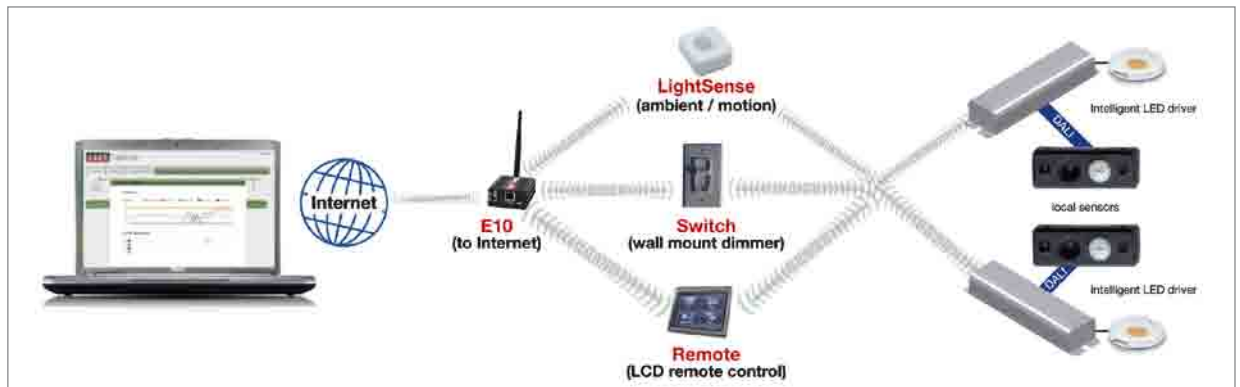 LightSense
(ambient / motion)
Internet
E10
(to Internet)
Switch
(wall mount dimmer)
Remote
(LCD remote control)
Intelligent LED driver
DALI
local sensors
DALI
Intelligent LED driver